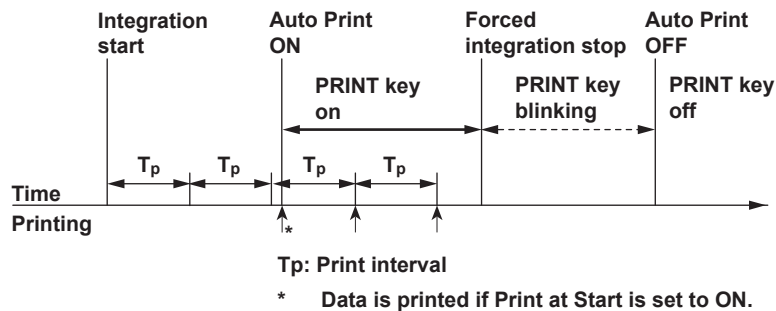 Integration start
Auto Print ON
Forced integration stop
Auto Print OFF
PRINT key on
PRINT key blinking
PRINT key off
Tp Tp Tp Tp
Time
Printing
*
Tp: Print interval
* Data is printed if Print at Start is set to ON.